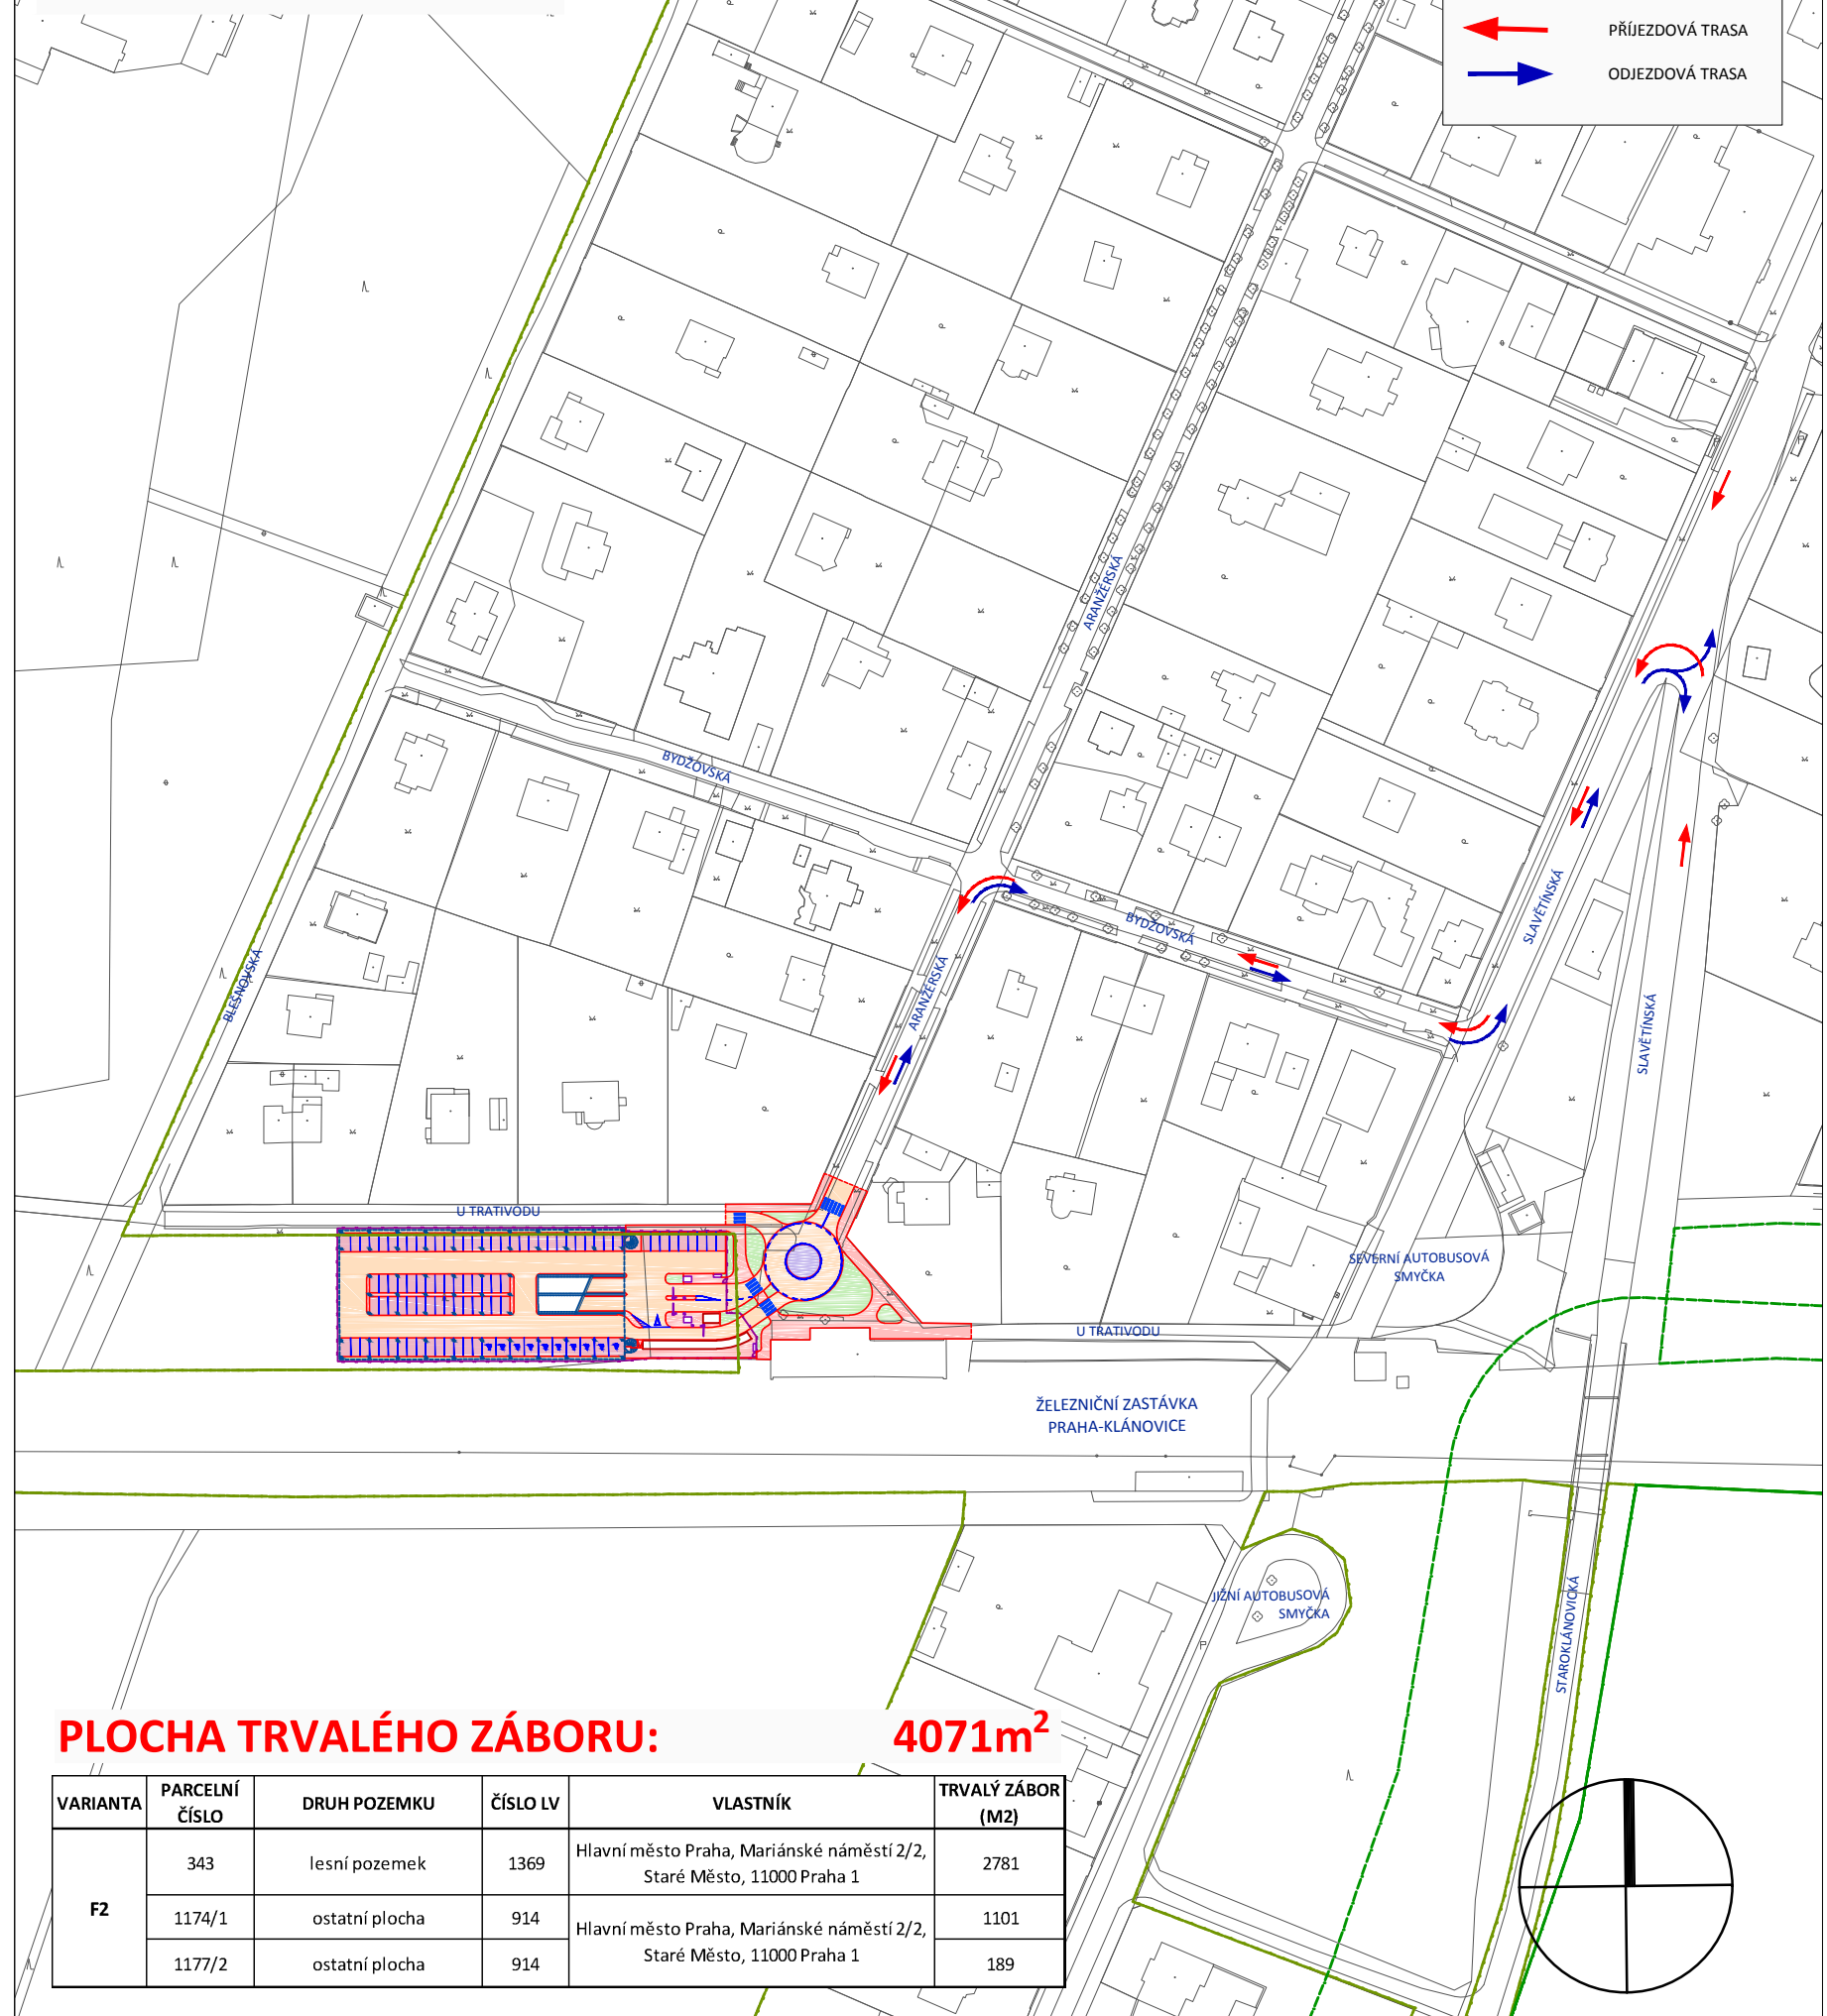 PŘÍJEZDOVÁ TRASA
ODJEZDOVÁ TRASA
ARANŽÉRSKÁ
BYDŽOVSKÁ
BYDŽOVSKÁ
SLAVĚTÍNSKÁ
BLEŠNOVSKÁ
ARANŽÉRSKÁ
SLAVĚTÍNSKÁ
U TRATIVODU
SEVERNÍ AUTOBUSOVÁ
SMYČKA
U TRATIVODU
ŽELEZNIČNÍ ZASTÁVKA
PRAHA-KLÁNOVICE
JIŽNÍ AUTOBUSOVÁ
SMYČKA
STAROKLÁNOVICKÁ
PLOCHA TRVALÉHO ZÁBORU: 4071m²
VARIANTA PARCELNÍ ČÍSLO DRUH POZEMKU ČÍSLO LV VLASTNÍK TRVALÝ ZÁBOR (M2)
F2
343 lesní pozemek 1369 Hlavní město Praha, Mariánské náměstí 2/2, 2781
Staré Město, 11000 Praha 1
1174/1 ostatní plocha 914 1101
Hlavní město Praha, Mariánské náměstí 2/2,
Staré Město, 11000 Praha 1
1177/2 ostatní plocha 914 189